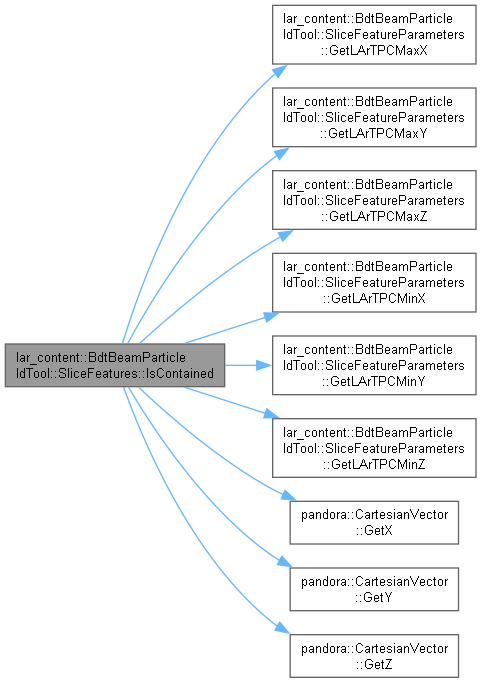 lar_content::BdtBeamParticle
IdTool::SliceFeatures::IsContained
lar_content::BdtBeamParticle
IdTool::SliceFeatureParameters
::GetLArTPCMaxX
lar_content::BdtBeamParticle
IdTool::SliceFeatureParameters
::GetLArTPCMaxY
lar_content::BdtBeamParticle
IdTool::SliceFeatureParameters
::GetLArTPCMaxZ
lar_content::BdtBeamParticle
IdTool::SliceFeatureParameters
::GetLArTPCMinX
lar_content::BdtBeamParticle
IdTool::SliceFeatureParameters
::GetLArTPCMinY
lar_content::BdtBeamParticle
IdTool::SliceFeatureParameters
::GetLArTPCMinZ
pandora::CartesianVector
::GetX
pandora::CartesianVector
::GetY
pandora::CartesianVector
::GetZ